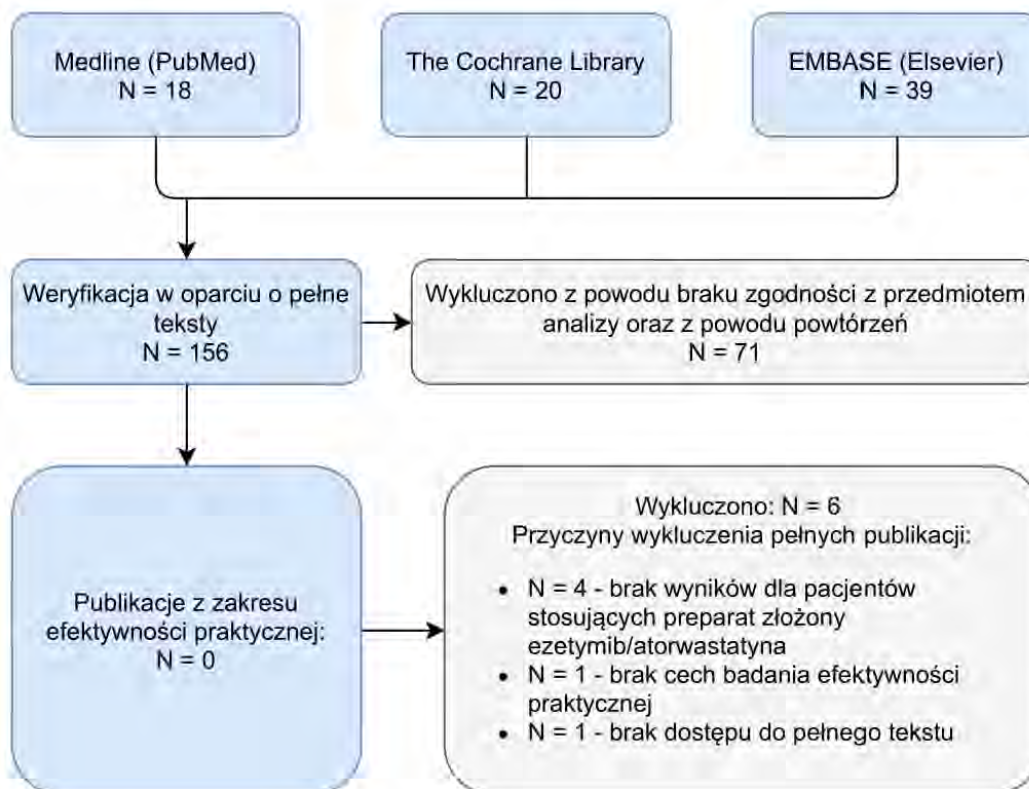 Medline (PubMed)
N = 18
The Cochrane Library
N = 20
EMBASE (Elsevier)
N = 39
Weryfikacja w oparciu o pełne
teksty
N = 156
Wykluczono z powodu braku zgodności z przedmiotem
analizy oraz z powodu powtórzeń
N = 71
Publikacje z zakresu
efektywności praktycznej:
N = 0
Wykluczono: N = 6
Przyczyny wykluczenia pełnych publikacji:
• N = 4 - brak wyników dla pacjentów
stosujących preparat złożony
ezetymib/atorwastatyna
• N = 1 - brak cech badania efektywności
praktycznej
• N = 1 - brak dostępu do pełnego tekstu